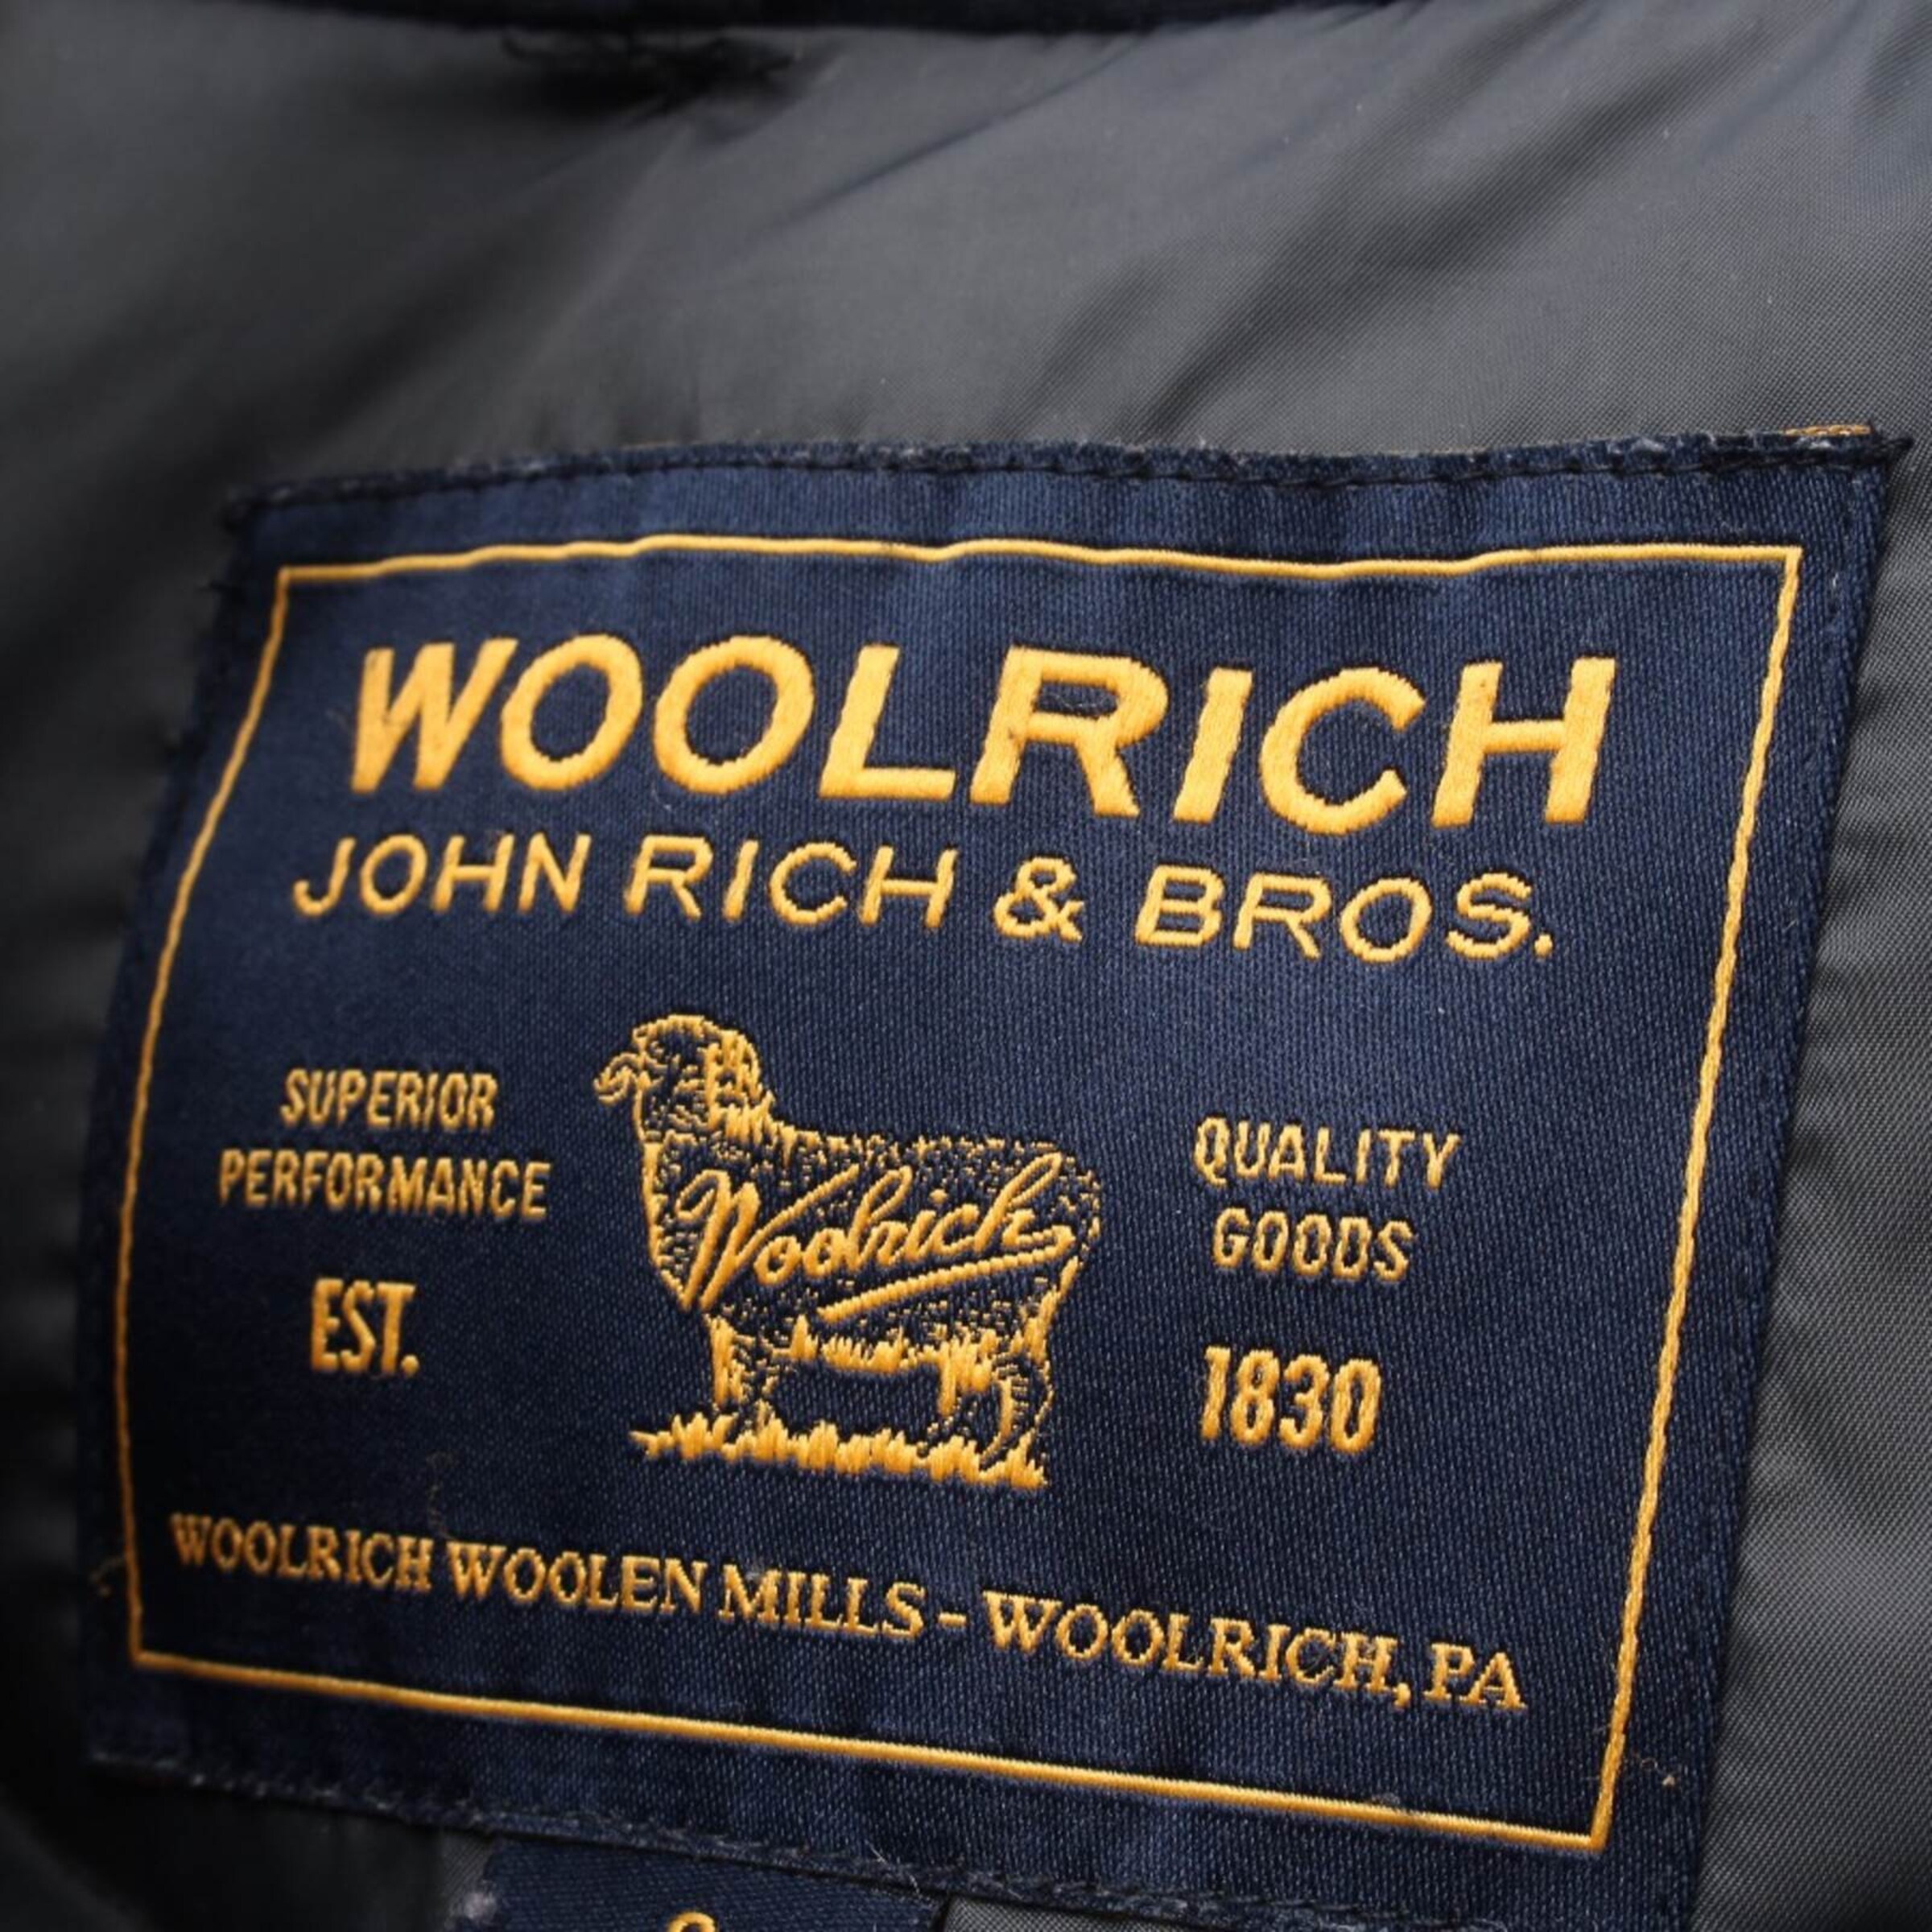 WOOLRICH
JOHN RICH & BROS.
SUPERIOR
PERFORMANCE
EST.
Woolrich
QUALITY
GOODS
1830
WOOLRICH WOOLEN MILLS - WOOLRICH, PA